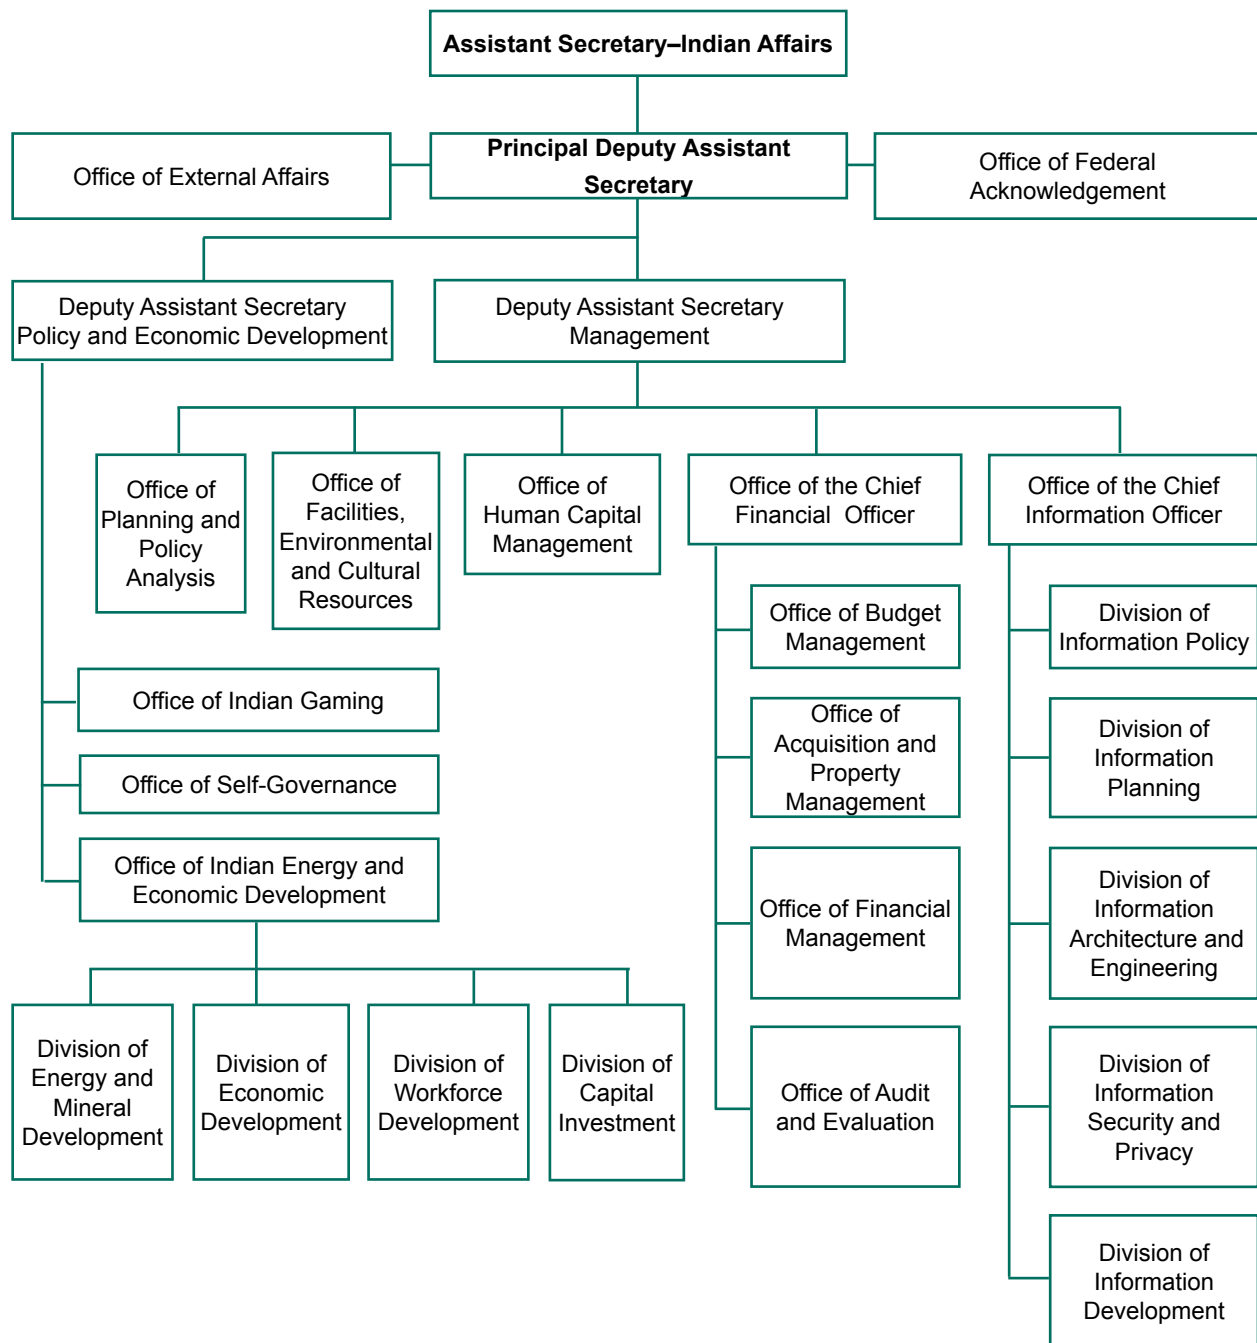 Assistant Secretary–Indian Affairs
Office of External Affairs
Principal Deputy Assistant
Secretary
Office of Federal
Acknowledgement
Deputy Assistant Secretary
Policy and Economic Development
Deputy Assistant Secretary
Management
Office of
Planning and
Policy
Analysis
Office of
Facilities,
Environmental
and Cultural
Resources
Office of
Human Capital
Management
Office of the Chief
Financial Officer
Office of the Chief
Information Officer
Office of Budget
Management
Office of
Acquisition and
Property
Management
Office of Financial
Management
Office of Audit
and Evaluation
Division of
Information Policy
Division of
Information
Planning
Division of
Information
Architecture and
Engineering
Division of
Information
Security and
Privacy
Division of
Information
Development
Office of Indian Gaming
Office of Self-Governance
Office of Indian Energy and
Economic Development
Division of
Energy and
Mineral
Development
Division of
Economic
Development
Division of
Workforce
Development
Division of
Capital
Investment